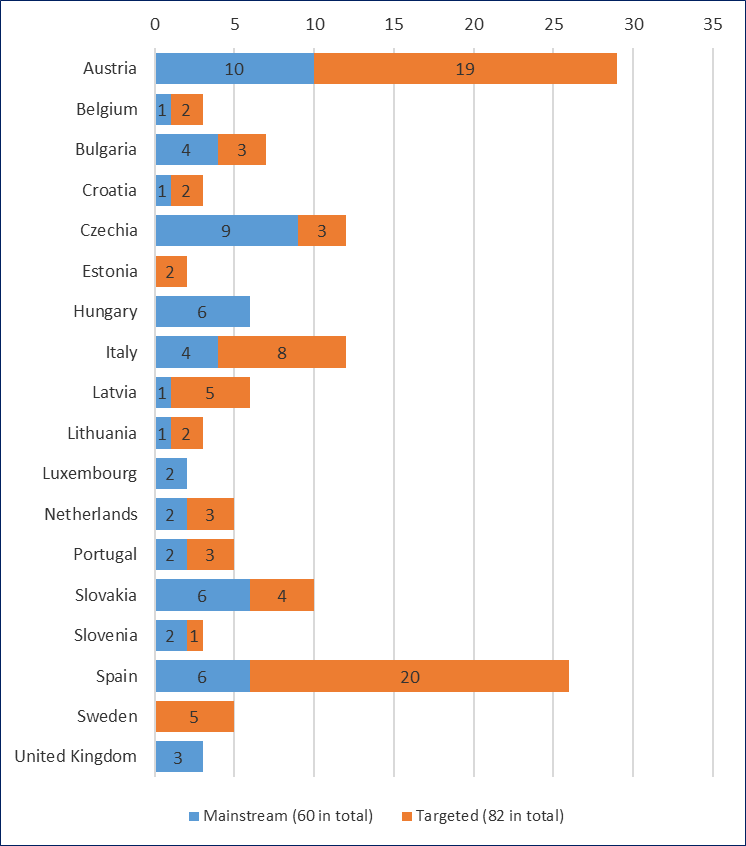 0 5 10 15 20 25 30 35
Austria 10 19
Belgium 1 2
Bulgaria 4 3
Croatia 1 2
Czechia 9 3
Estonia 2
Hungary 6
Italy 4 8
Latvia 1 5
Lithuania 1 2
Luxembourg 2
Netherlands 2 3
Portugal 2 3
Slovakia 6 4
Slovenia 2 1
Spain 6 20
Sweden 5
United Kingdom 3
Mainstream (60 in total) Targeted (82 in total)